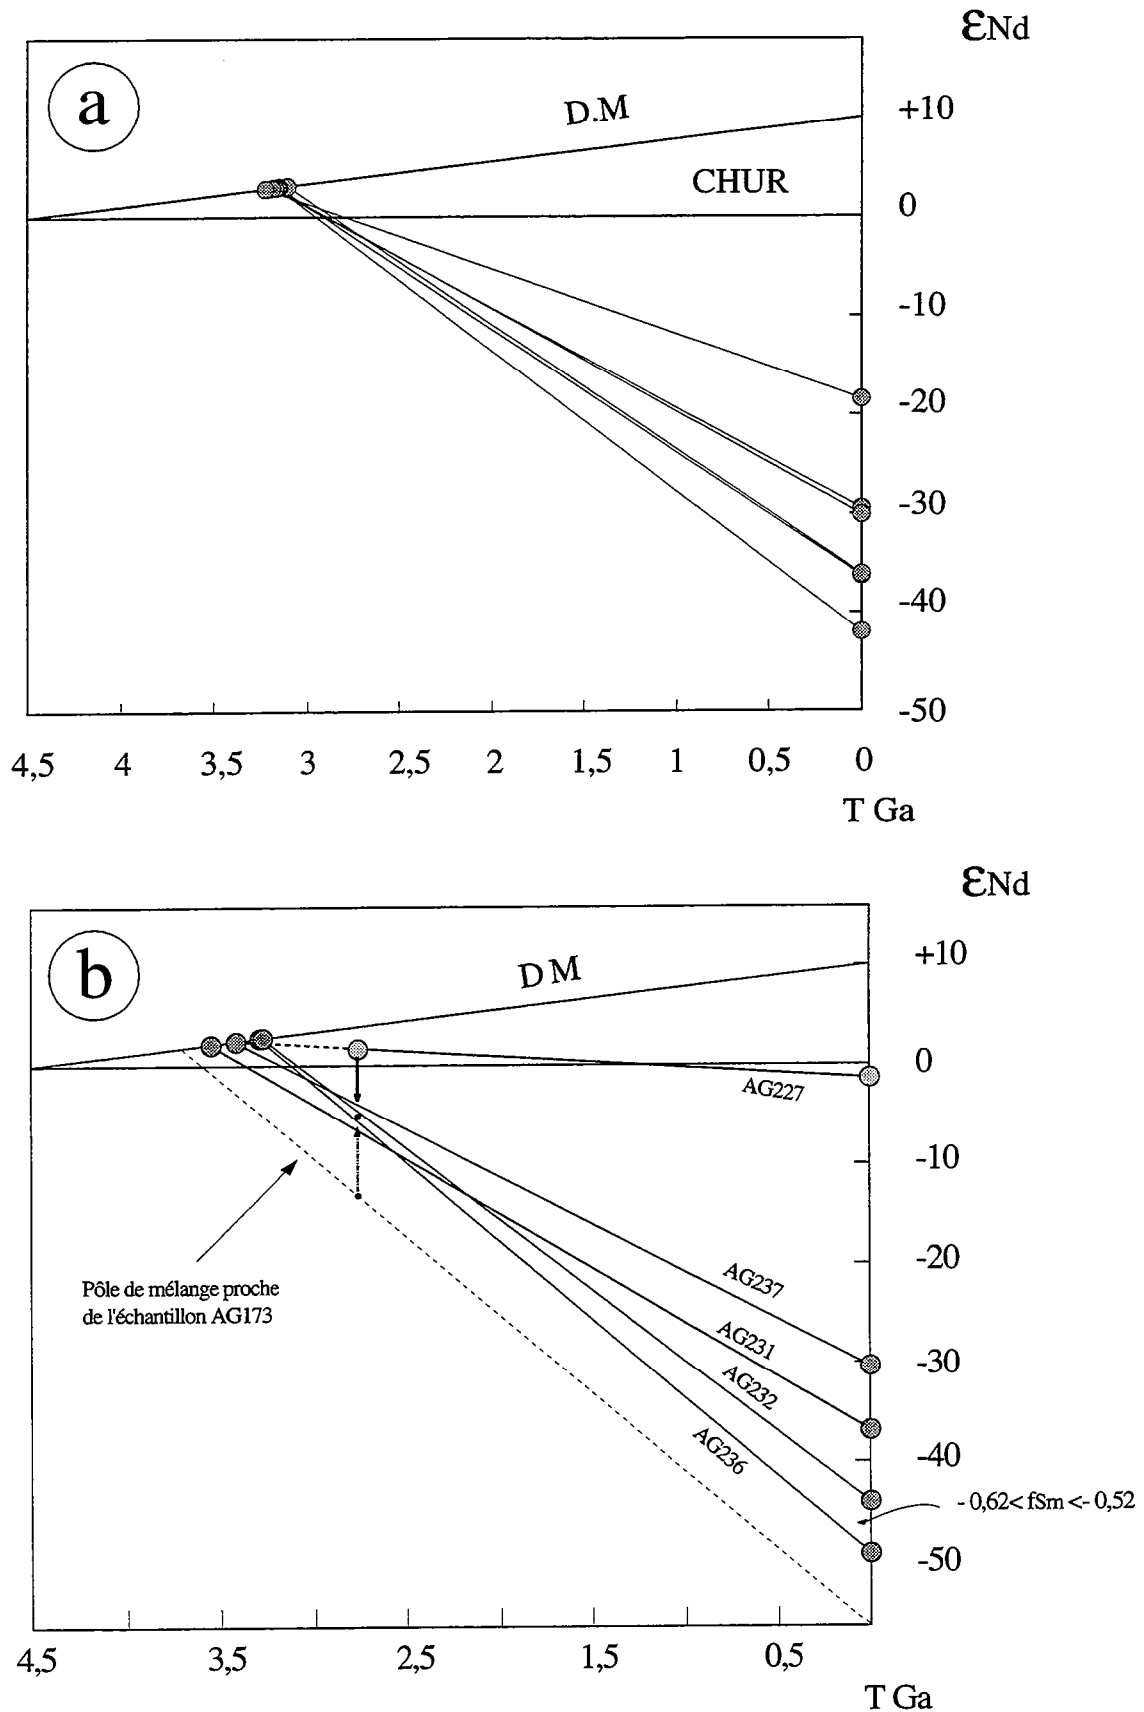 εNd
a
D.M
+10
CHUR
0
-10
-20
-30
-40
-50
4,5 4 3,5 3 2,5 2 1,5 1 0,5 0
T Ga
εNd
b
D M
+10
0
AG227
-10
Pôle de mélange proche
de l'échantillon AG173
-20
AG237
AG231
-30
AG232
AG236
-40
- 0,62< fSm <- 0,52
-50
4,5 3,5 2,5 1,5 0,5
T Ga